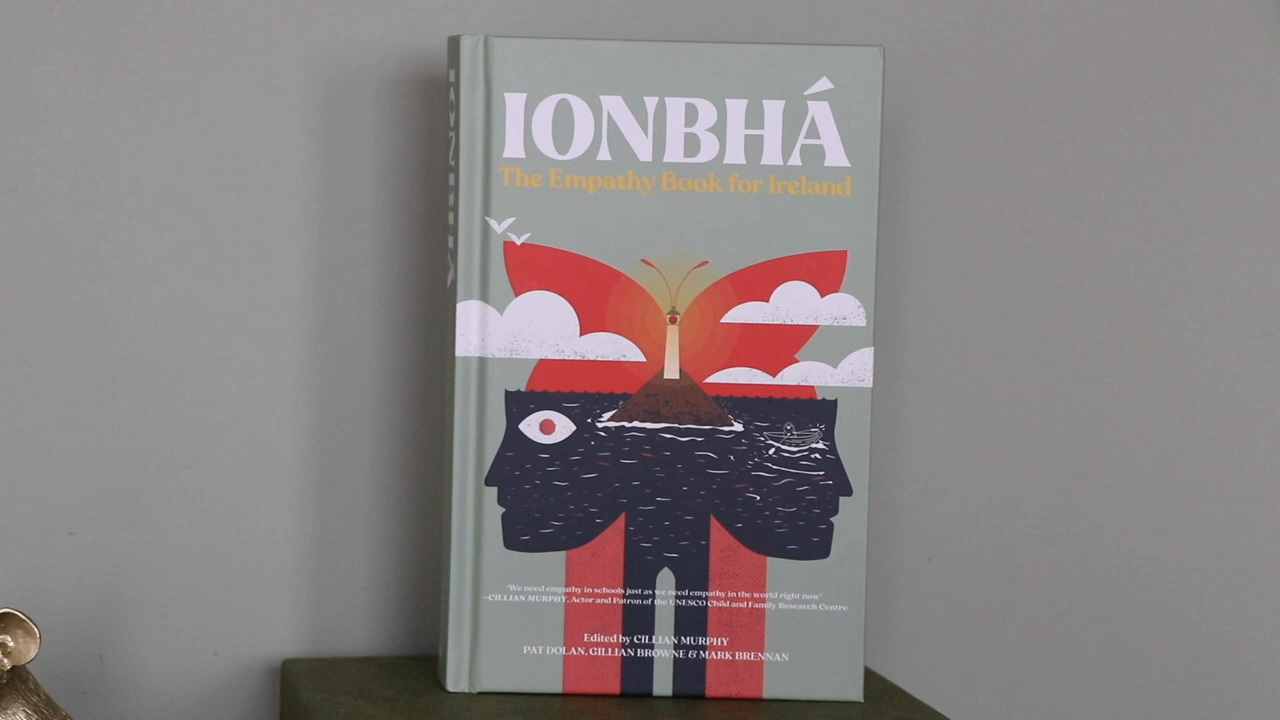 IONBHÁ
IONBHÁ
The Empathy Book for Ireland
"We need empathy in schools just as we need empathy in the world right now"
–CILLIAN MURPHY, Actor and Patron of the UNESCO Child and Family Research Centre
Edited by CILLIAN MURPHY
PAT DOLAN, GILLIAN BROWNE & MARK BRENNAN